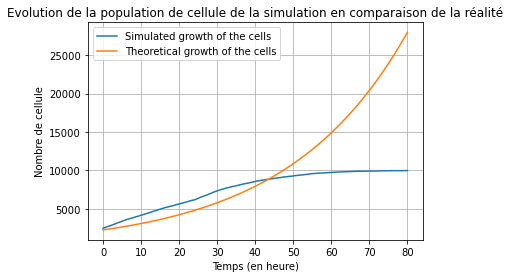 Evolution de la population de cellule de la simulation en comparaison de la réalité
Simulated growth of the cells
Theoretical growth of the cells
25000
20000
15000
10000
5000
Nombre de cellule
0 10 20 30 40 50 60 70 80
Temps (en heure)